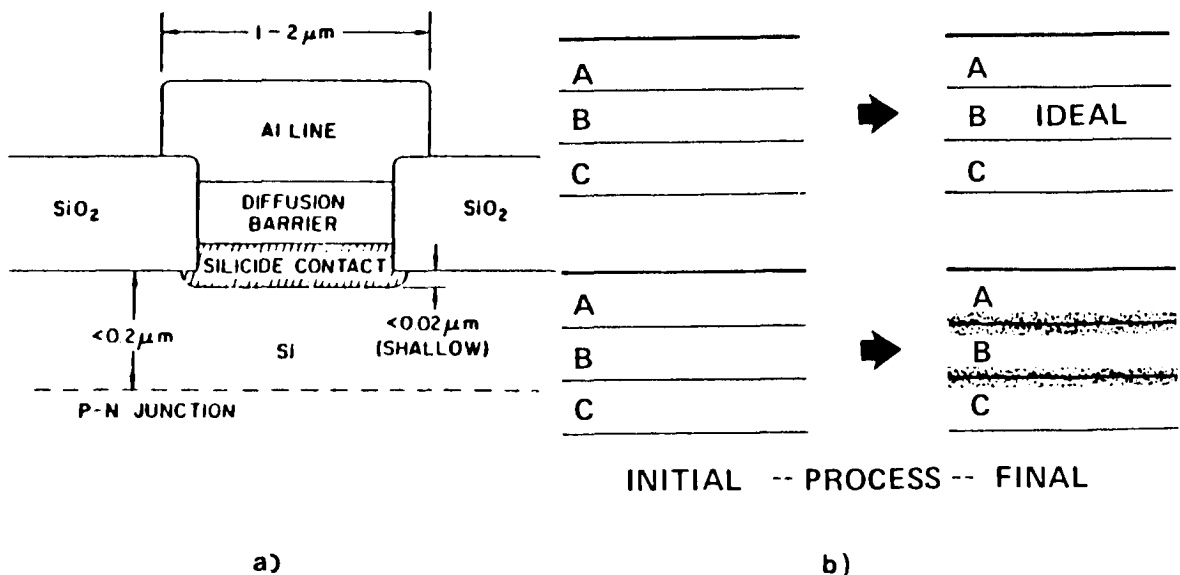 1-2 μm
Al LINE
SiO2
DIFFUSION
BARRIER
SiO2
SILICIDE CONTACT
<0.2 μm
<0.02 μm
(SHALLOW)
Si
P-N JUNCTION
a)
A
B
C
A
B IDEAL
C
A
B
C
A
B
C
INITIAL -- PROCESS -- FINAL
b)